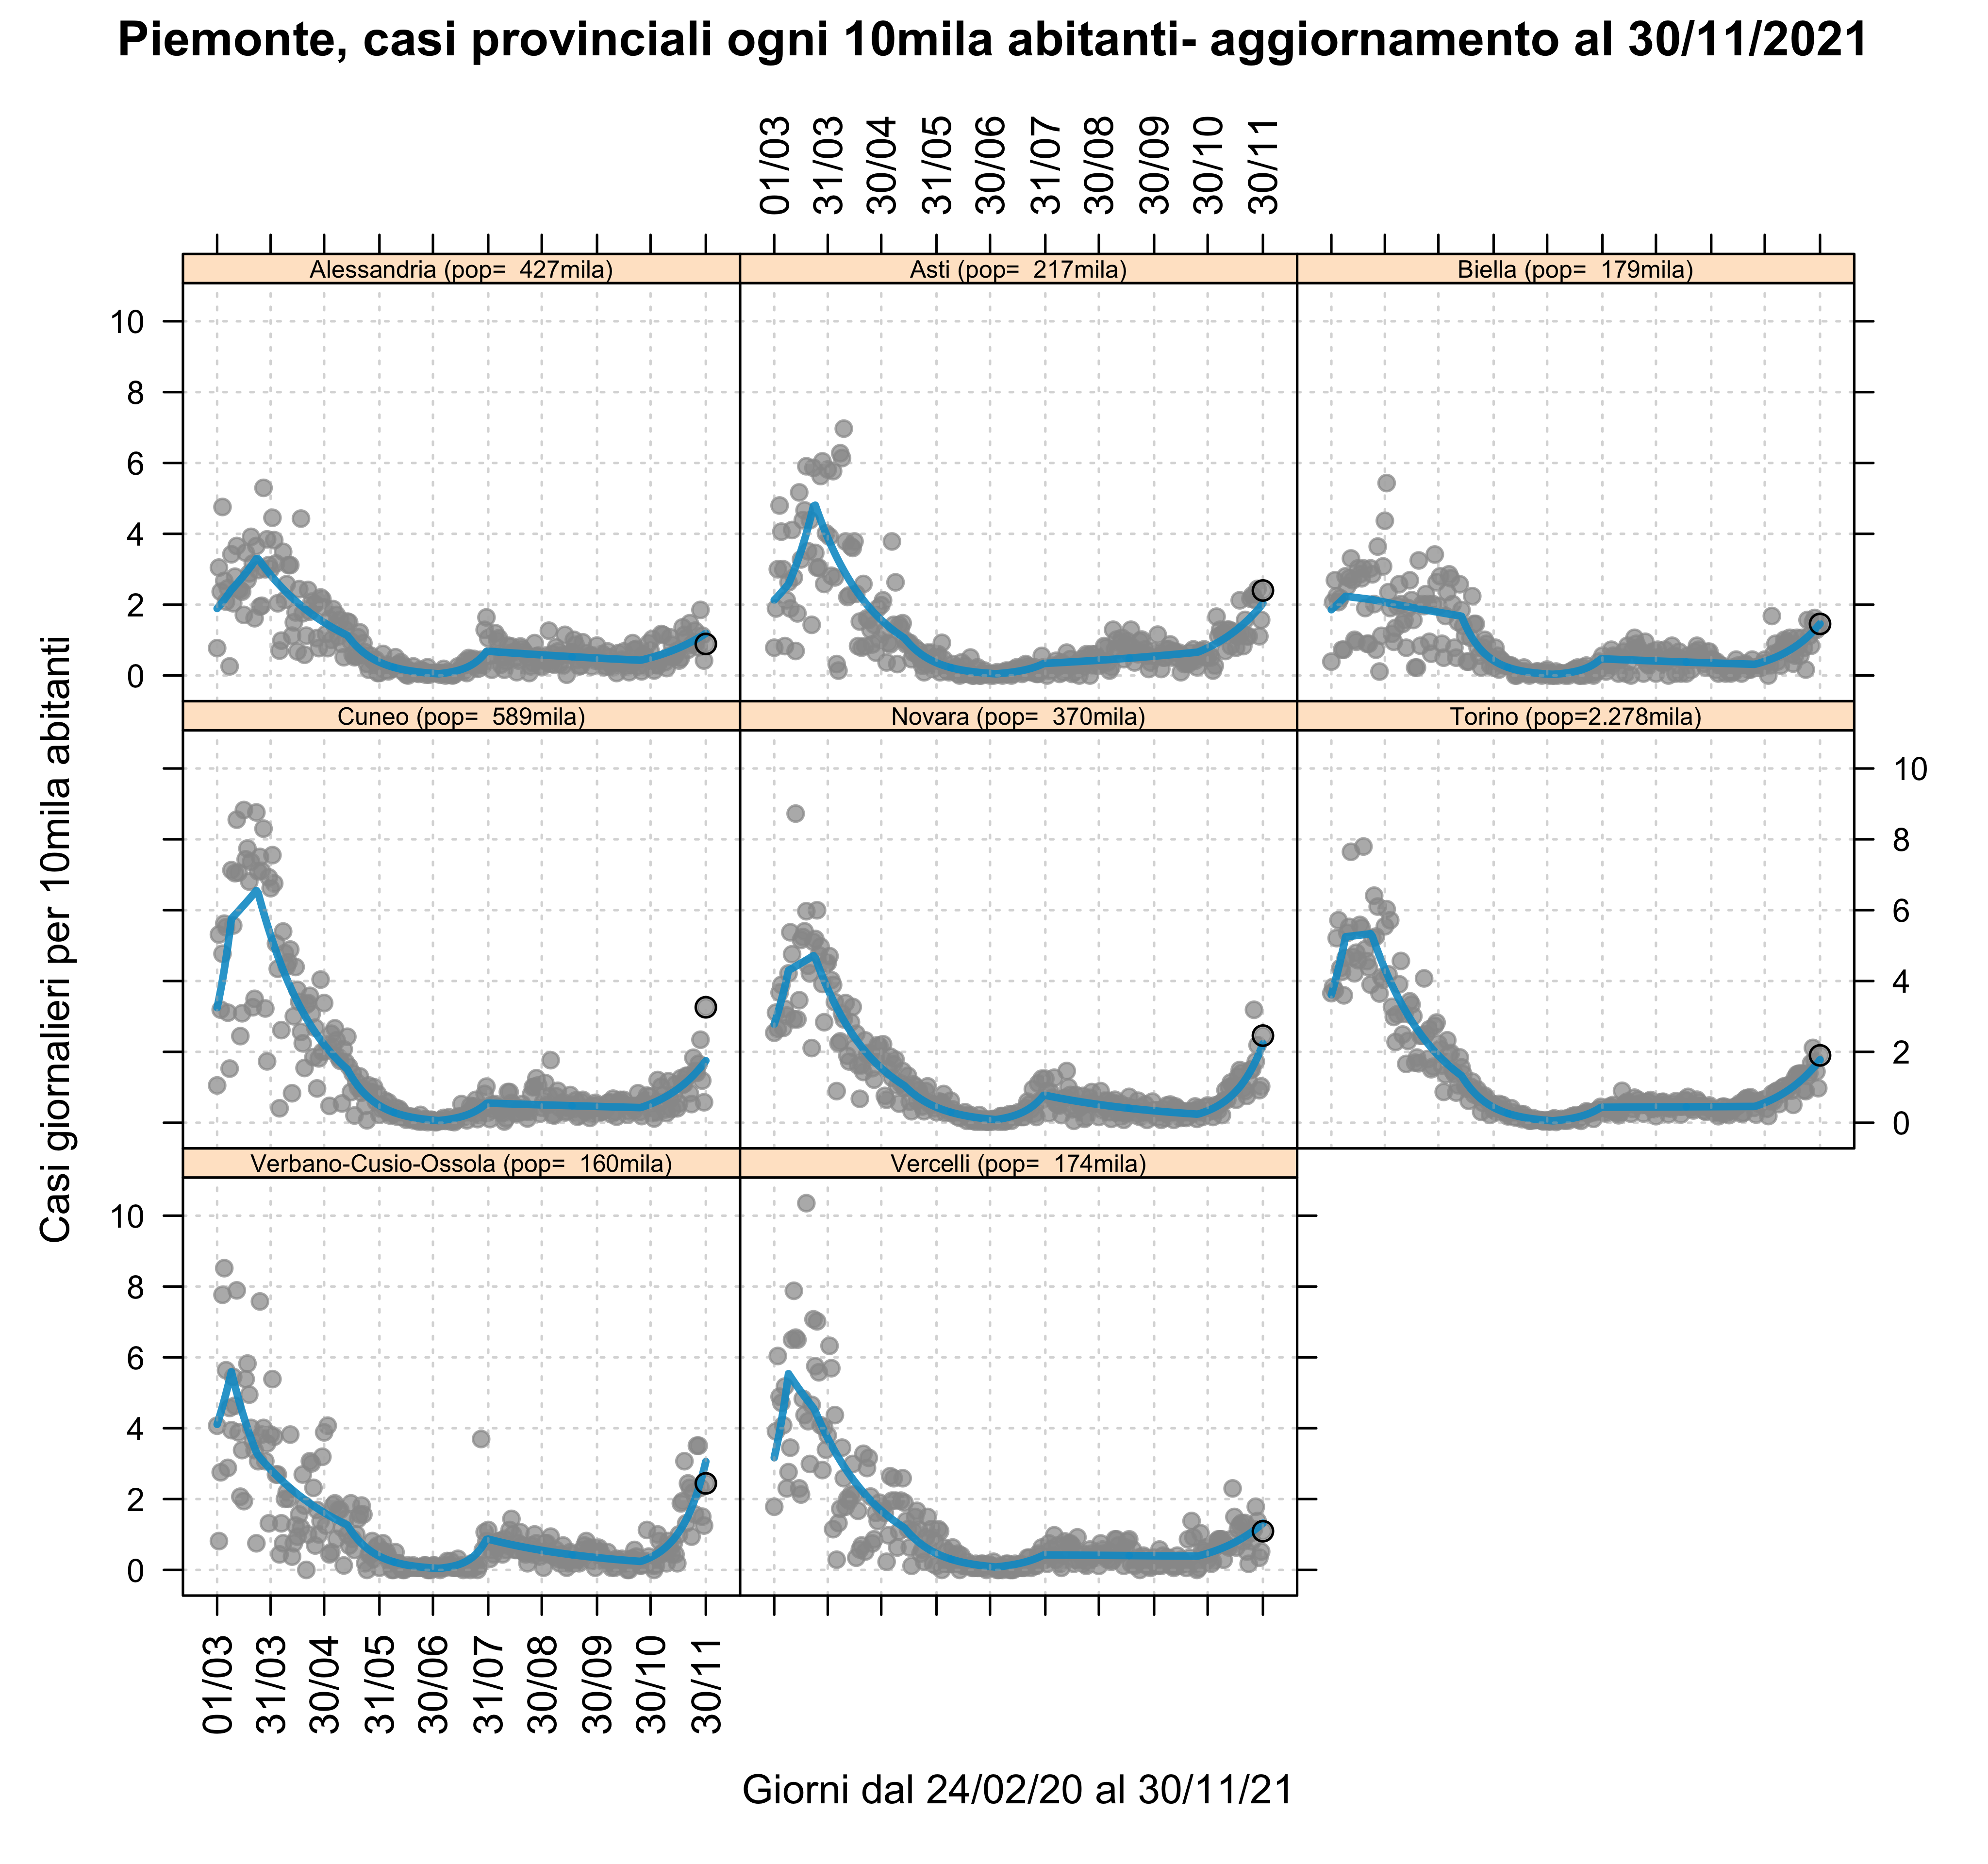 Piemonte, casi provinciali ogni 10mila abitanti- aggiornamento al 30/11/2021
01/03 31/03 30/04 31/05 30/06 31/07 30/08 30/09 30/10 30/11
Alessandria (pop=  427mila)
Asti (pop=  217mila)
Biella (pop=  179mila)
10
8
6
4
2
0
Cuneo (pop=  589mila)
Novara (pop=  370mila)
Torino (pop=2.278mila)
10
8
6
4
2
0
Verbano-Cusio-Ossola (pop=  160mila)
Vercelli (pop=  174mila)
10
8
6
4
2
0
Casi giornalieri per 10mila abitanti
01/03 31/03 30/04 31/05 30/06 31/07 30/08 30/09 30/10 30/11
Giorni dal 24/02/20 al 30/11/21